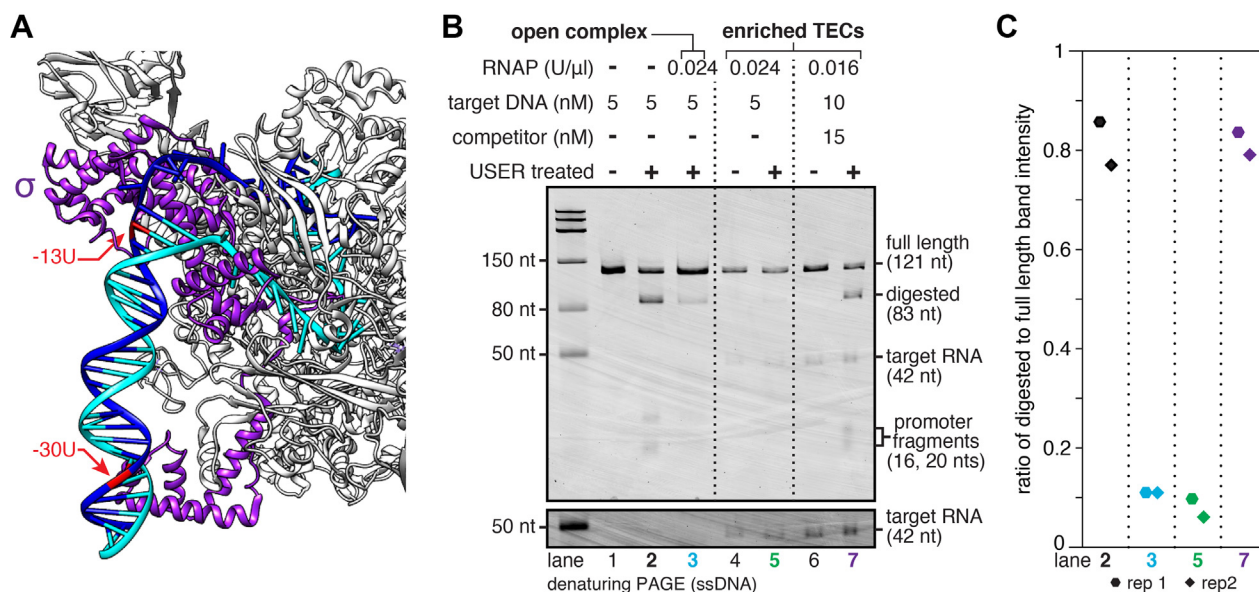 A
σ
-13U
-30U
B
open complex
enriched TECs
RNAP (U/µl) - - 0.024 0.024 0.016
target DNA (nM) 5 5 5 5 10
competitor (nM) - - - - 15
USER treated - + + - + - +
150 nt
80 nt
50 nt
full length
(121 nt)
digested
(83 nt)
target RNA
(42 nt)
promoter
fragments
(16, 20 nts)
50 nt
target RNA
(42 nt)
lane 1 2 3 4 5 6 7
denaturing PAGE (ssDNA)
C
ratio of digested to full length band intensity
1
0.8
0.6
0.4
0.2
0
lane 2 3 5 7
rep 1 rep2